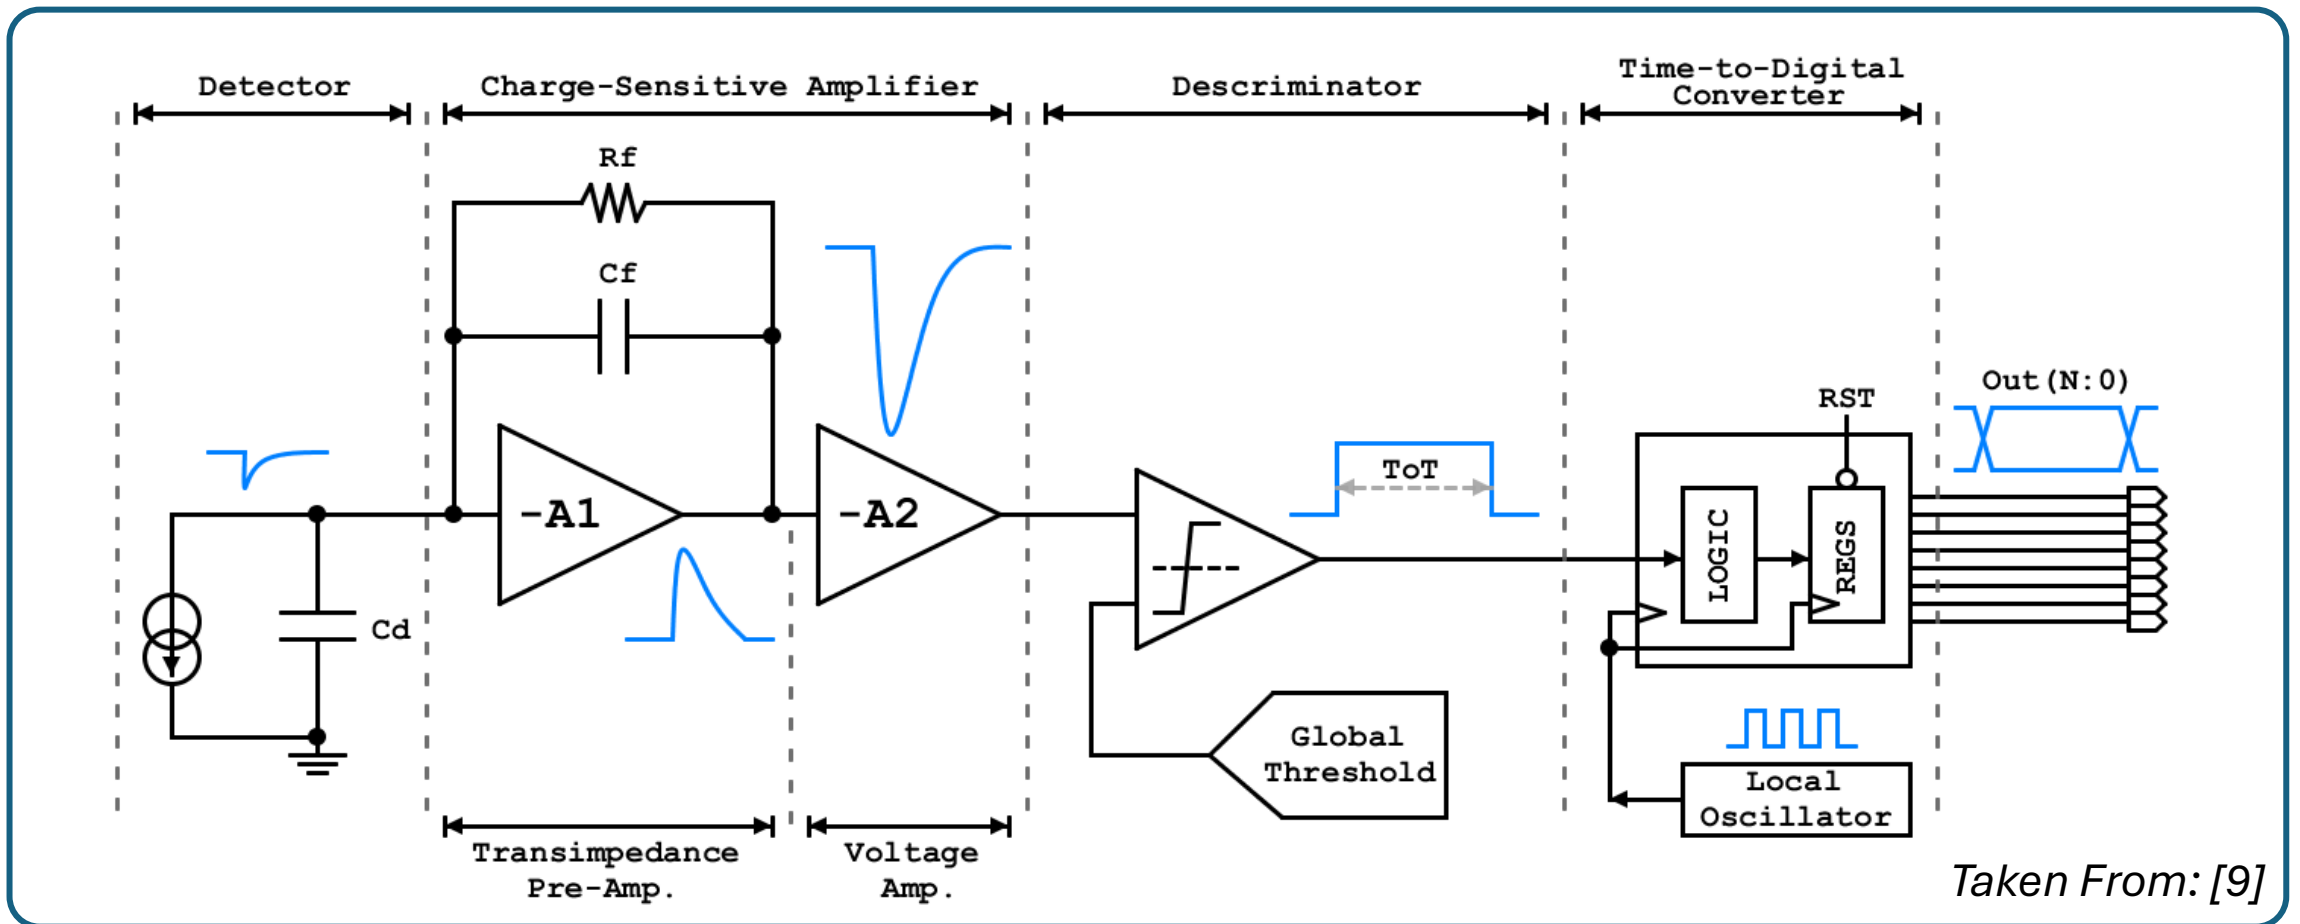 Detector
Charge-Sensitive Amplifier
Descriminator
Time-to-Digital
Converter
Rf
Cf
Cd
-A1
-A2
ToT
Global
Threshold
RST
LOGIC
REGS
Out(N:0)
Local
Oscillator
Transimpedance
Pre-Amp.
Voltage
Amp.
Taken From: [9]